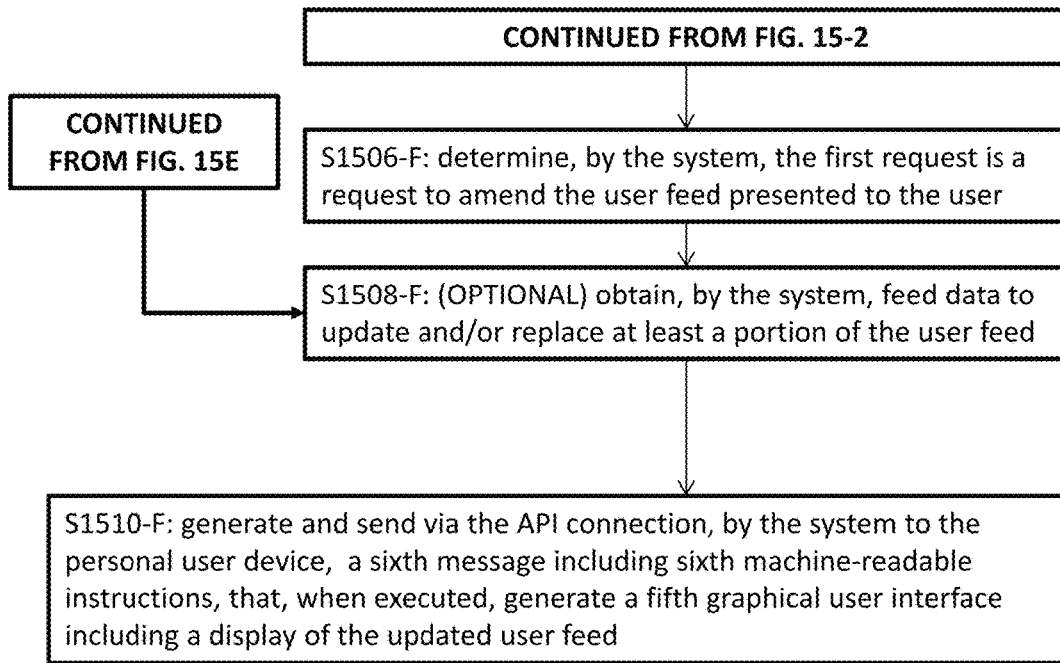 CONTINUED FROM FIG. 15-2
CONTINUED
FROM FIG. 15E
S1506-F: determine, by the system, the first request is a
request to amend the user feed presented to the user
S1508-F: (OPTIONAL) obtain, by the system, feed data to
update and/or replace at least a portion of the user feed
S1510-F: generate and send via the API connection, by the system to the
personal user device, a sixth message including sixth machine-readable
instructions, that, when executed, generate a fifth graphical user interface
including a display of the updated user feed